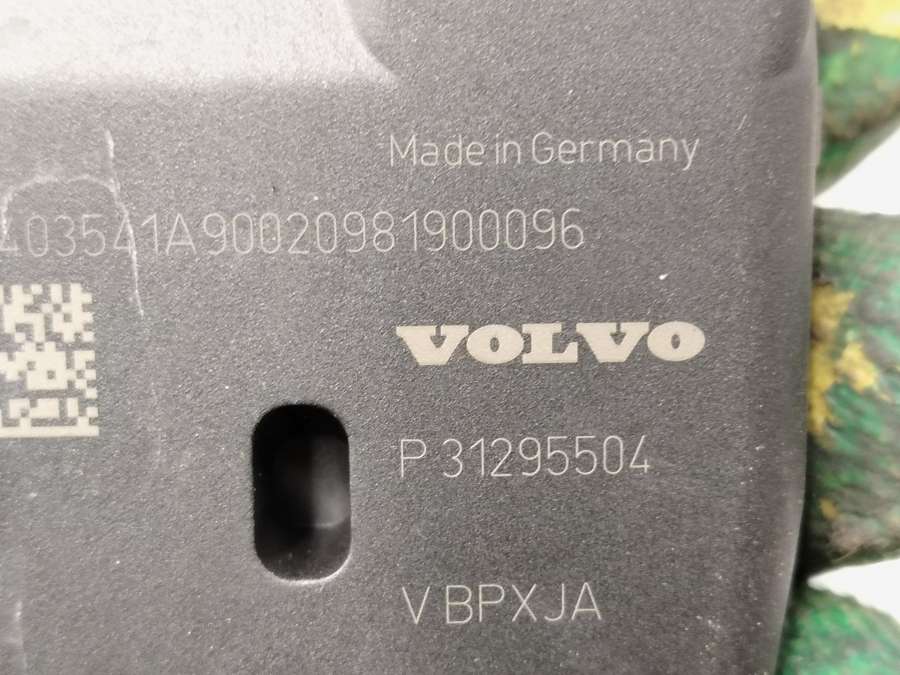 Made in Germany
403541A90020981900096
VOLVO
P 31295504
V BPXJA